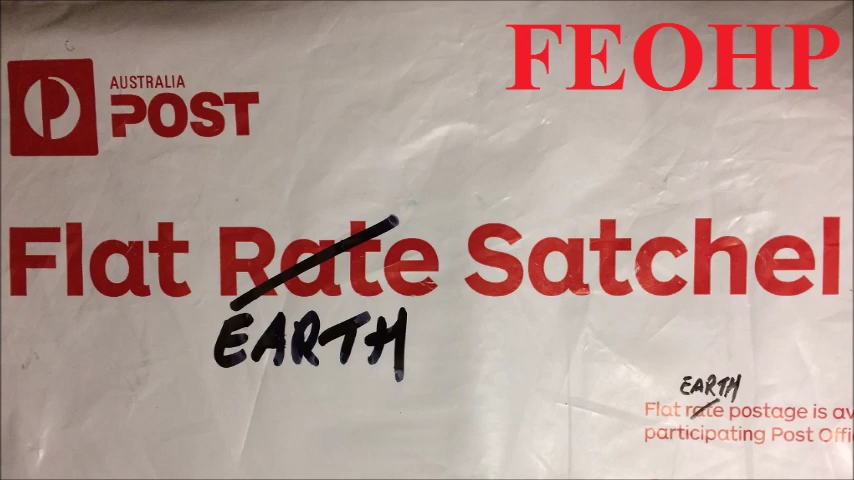 FEOHP
AUSTRALIA
POST
Flat Rate Satchel
EARTH
EARTH
Flat rate postage is av
participating Post Offi